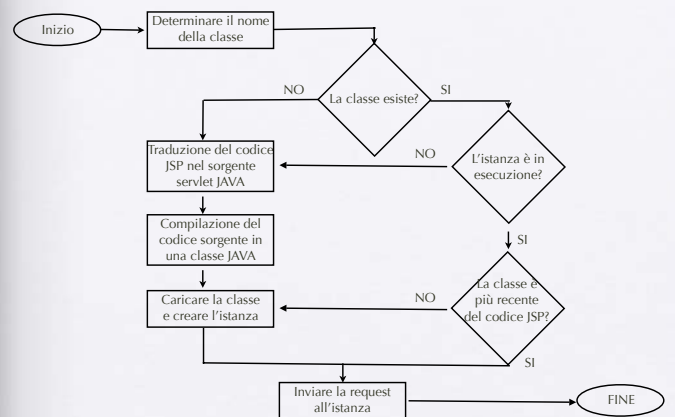 Inizio
Determinare il nome
della classe
NO
La classe esiste?
SI
Traduzione del codice
JSP nel sorgente
servlet JAVA
NO
L'istanza è in
esecuzione?
SI
Compilazione del
codice sorgente in
una classe JAVA
Caricare la classe
e creare l'istanza
NO
La classe è
più recente
del codice JSP?
SI
Inviare la request
all'istanza
FINE